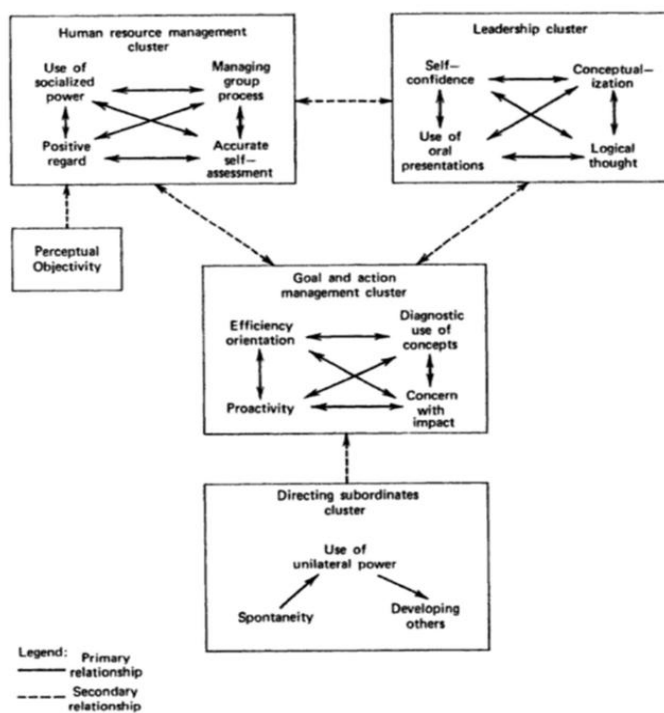 Human resource management
cluster
Use of
socialized
power
Managing
group
process
Positive
regard
Accurate
self-
assessment
Leadership cluster
Self-
confidence
Conceptual-
ization
Use of
oral
presentations
Logical
thought
Perceptual
Objectivity
Goal and action
management cluster
Efficiency
orientation
Diagnostic
use of
concepts
Proactivity
Concern
with
impact
Directing subordinates
cluster
Use of
unilateral power
Spontaneity
Developing
others
Legend:
Primary
relationship
Secondary
relationship